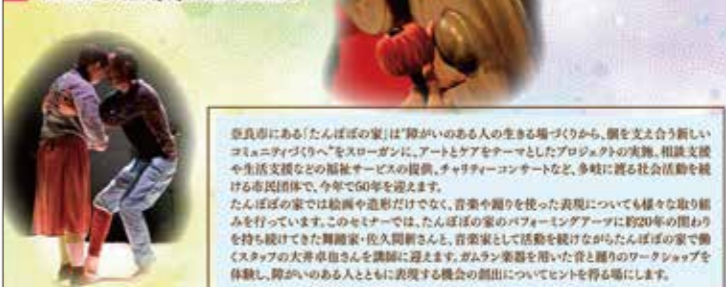 奈良市にある「たんぽぽの家」は"障がいのある人の生きる場づくりから、個を支え合う新しい
コミュニティづくりへ"をスローガンに、アートとケアをテーマとしたプロジェクトの実施、相談支援
や生活支援などの福祉サービスの提供、チャリティーコンサートなど、多岐に渡る社会活動を続
ける市民団体で、今年で50年を迎えます。
たんぽぽの家では絵画や造形だけでなく、音楽や踊りを使った表現についても様々な取り組
みを行っています。このセミナーでは、たんぽぽの家のパフォーミングアーツに約20年の関わり
を持ち続けてきた舞踊家・佐久間新さんと、音楽家として活動を続けながらたんぽぽの家で働
くスタッフの大井卓也さんを講師に迎えます。ガムラン楽器を用いた音と踊りのワークショップを
体験し、障がいのある人とともに表現する機会の創出についてヒントを得る場にします。